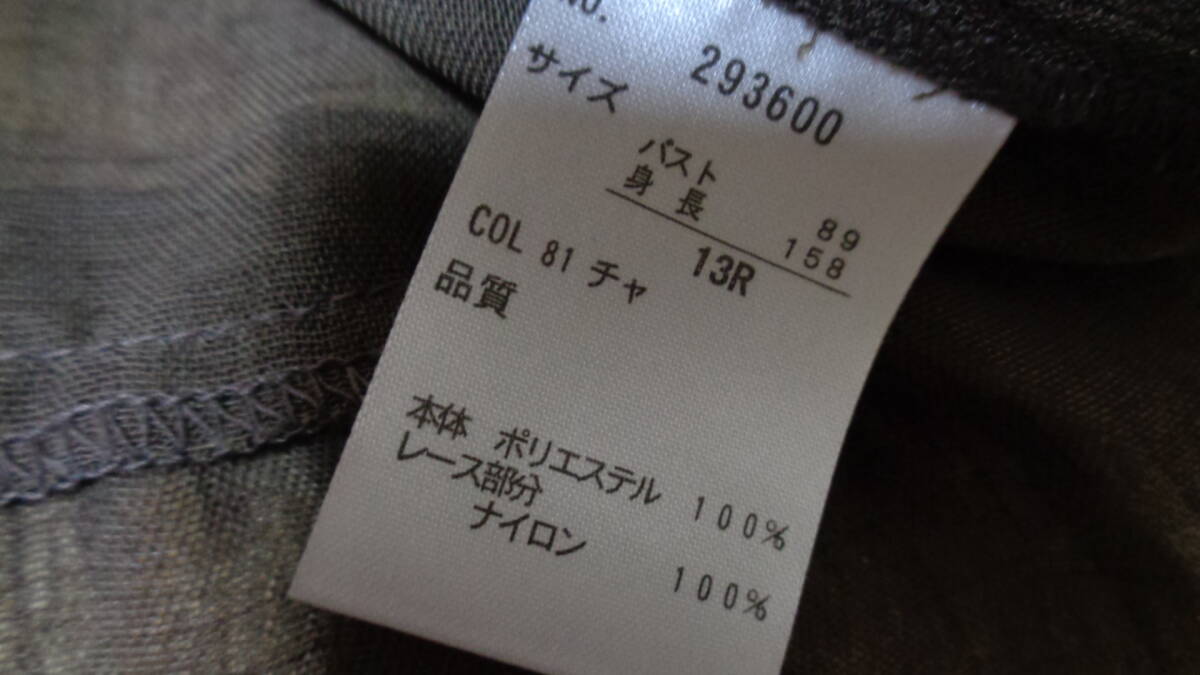 NO. 293600
サイズ
バスト 89
身長 158
13R
COL 81 チャ
品質
本体 ポリエステル 100%
レース部分
ナイロン 100%